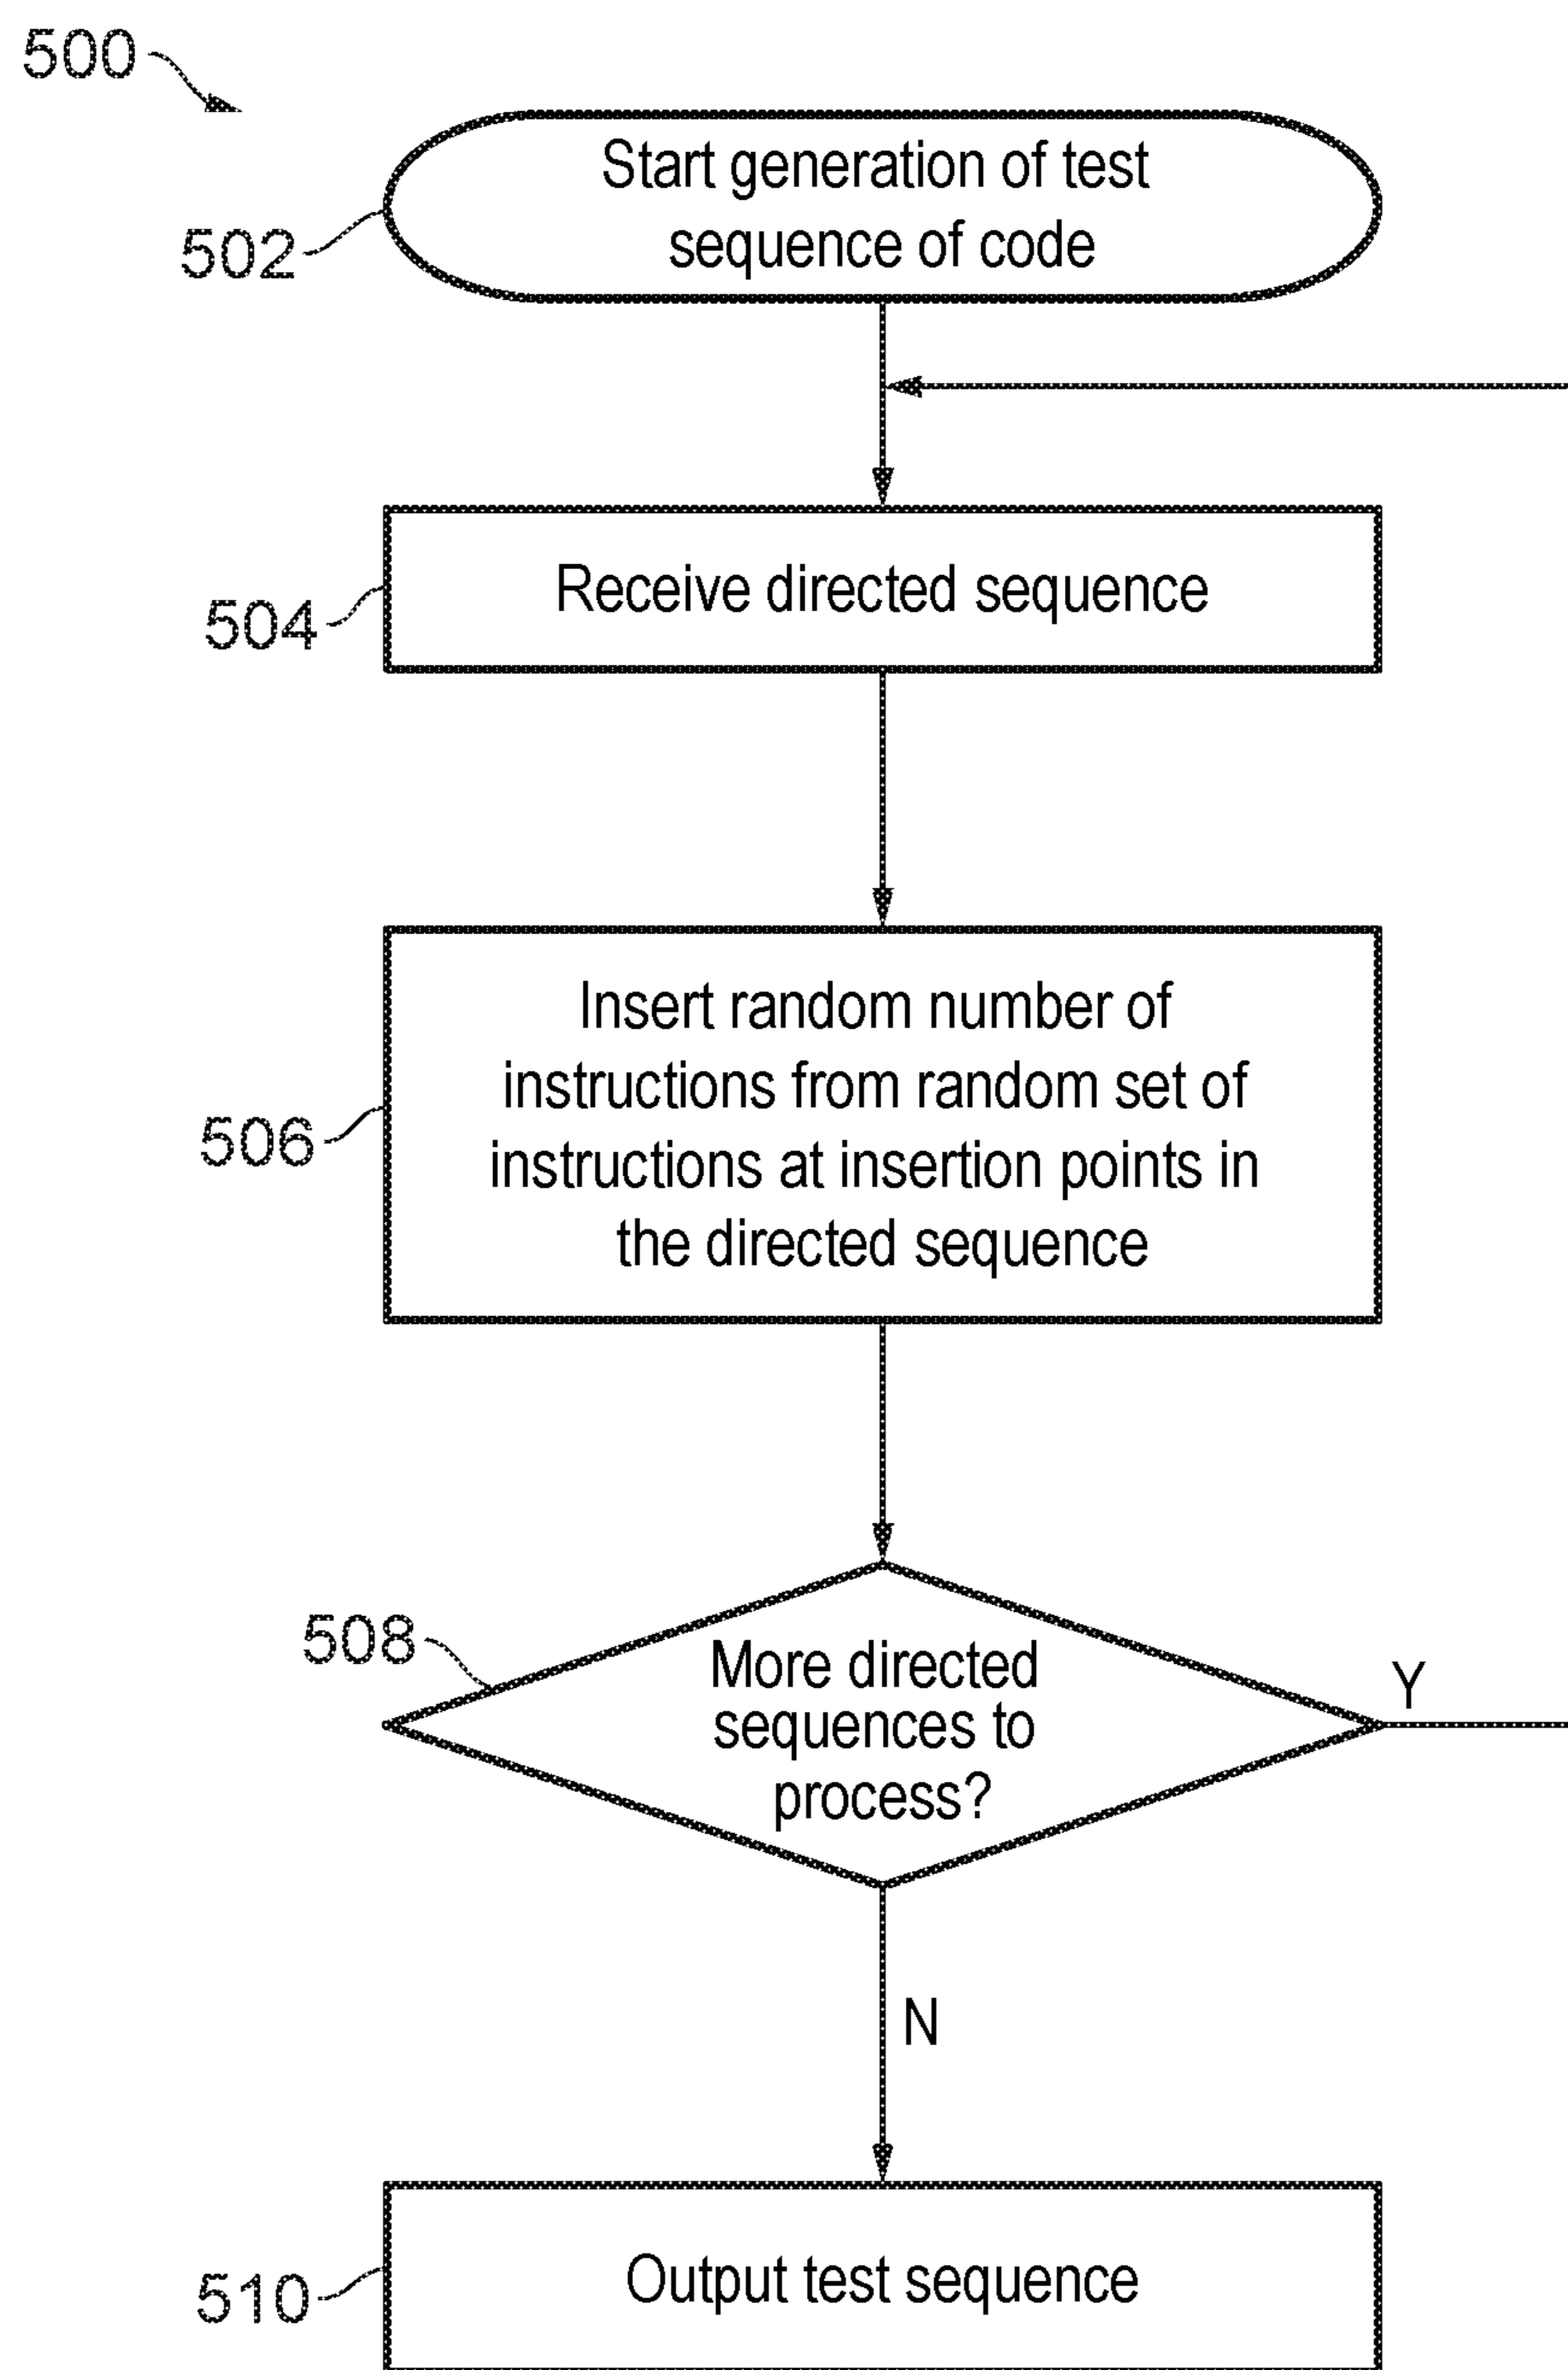 500
Start generation of test
sequence of code
502
Receive directed sequence
504
Insert random number of
instructions from random set of
instructions at insertion points in
the directed sequence
506
508
More directed
sequences to
process?
Y
N
Output test sequence
510